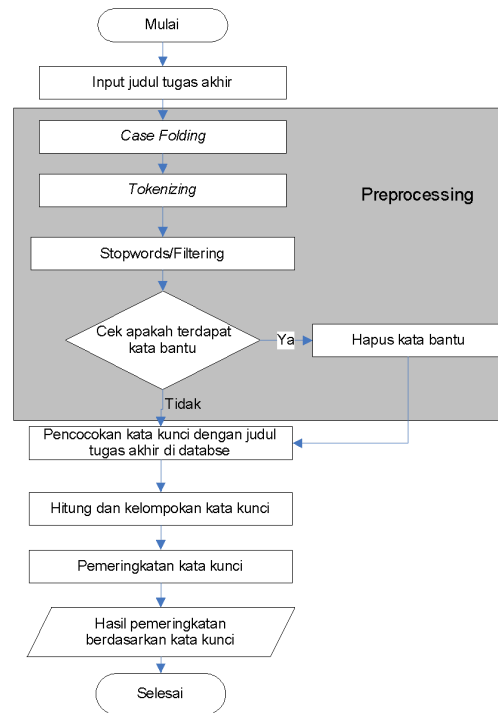 Mulai
Input judul tugas akhir
Case Folding
Tokenizing
Preprocessing
Stopwords/Filtering
Cek apakah terdapat
kata bantu
Ya
Hapus kata bantu
Tidak
Pencocokan kata kunci dengan judul
tugas akhir di databse
Hitung dan kelompokan kata kunci
Pemeringkatan kata kunci
Hasil pemeringkatan
berdasarkan kata kunci
Selesai